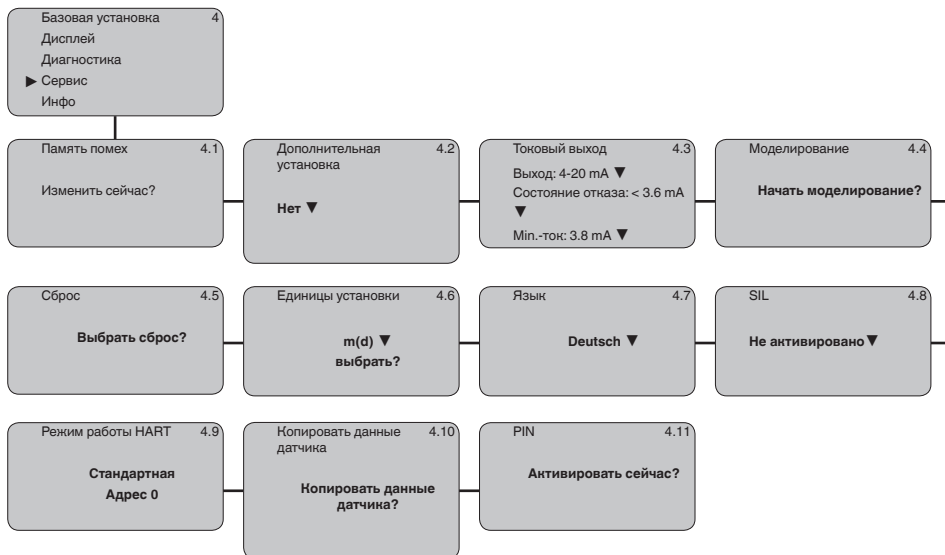 Базовая установка 4
Дисплей
Диагностика
▶ Сервис
Инфо
Память помех 4.1
Изменить сейчас?
Дополнительная 4.2
установка
Нет ▼
Токовый выход 4.3
Выход: 4-20 mA ▼
Состояние отказа: < 3.6 mA
▼
Min.-ток: 3.8 mA ▼
Моделирование 4.4
Начать моделирование?
Сброс 4.5
Выбрать сброс?
Единицы установки 4.6
m(d) ▼
выбрать?
Язык 4.7
Deutsch ▼
SIL 4.8
Не активировано ▼
Режим работы HART 4.9
Стандартная
Адрес 0
Копировать данные 4.10
датчика
Копировать данные
датчика?
PIN 4.11
Активировать сейчас?